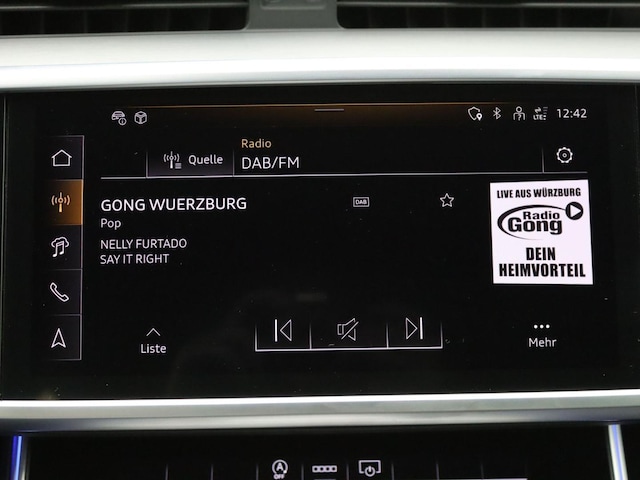 LTE
12:42
Radio
Quelle
DAB/FM
GONG WUERZBURG
DAB
Pop
NELLY FURTADO
SAY IT RIGHT
LIVE AUS WÜRZBURG
Radio
Gong
DEIN
HEIMVORTEIL
Liste
Mehr
A
OFF